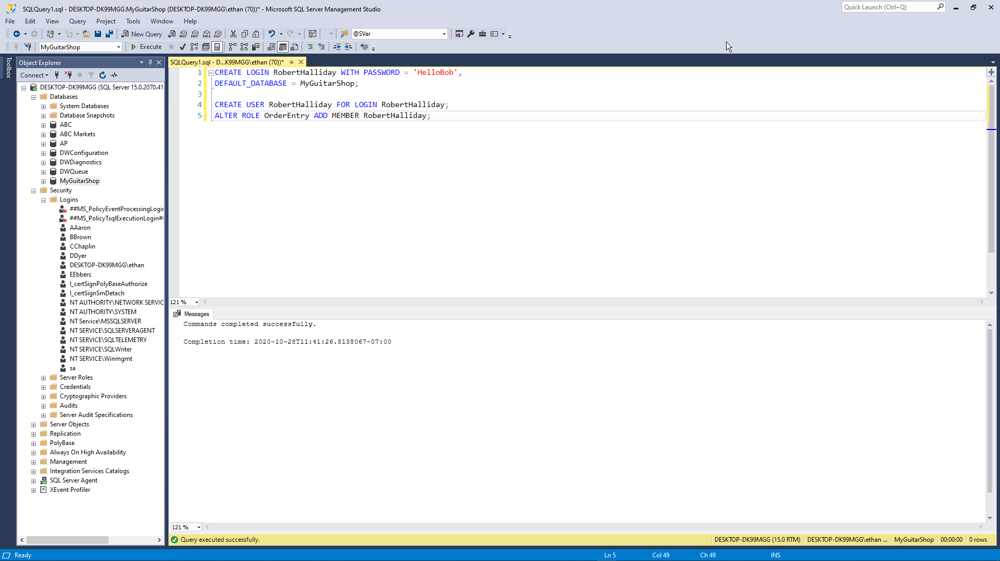 SQLQuery1.sql - DESKTOP-DK99MGG.MyGuitarShop (DESKTOP-DK99MGG\ethan (70))* - Microsoft SQL Server Management Studio
Quick Launch (Ctrl+Q)
File Edit View Query Project Tools Window Help
New Query
MDX DMX XMLA DAX
@SVar
MyGuitarShop
Execute
Toolbox
Object Explorer
Connect
DESKTOP-DK99MGG (SQL Server 15.0.2070.41
Databases
System Databases
Database Snapshots
ABC
ABC Markets
AP
DWConfiguration
DWDiagnostics
DWQueue
MyGuitarShop
Security
Logins
##MS_PolicyEventProcessingLogin
##MS_PolicyTsqlExecutionLogin##
AAaron
BBrown
CChaplin
DDyer
DESKTOP-DK99MGG\ethan
EEbbers
l_certSignPolyBaseAuthorize
l_certSignSmDetach
NT AUTHORITY\NETWORK SERVIC
NT AUTHORITY\SYSTEM
NT Service\MSSQLSERVER
NT SERVICE\SQLSERVERAGENT
NT SERVICE\SQLTELEMETRY
NT SERVICE\SQLWriter
NT SERVICE\Winmgmt
sa
Server Roles
Credentials
Cryptographic Providers
Audits
Server Audit Specifications
Server Objects
Replication
PolyBase
Always On High Availability
Management
Integration Services Catalogs
SQL Server Agent
XEvent Profiler
SQLQuery1.sql - D...K99MGG\ethan (70))*
1 CREATE LOGIN RobertHalliday WITH PASSWORD = 'HelloBob',
2 DEFAULT_DATABASE = MyGuitarShop;
3
4 CREATE USER RobertHalliday FOR LOGIN RobertHalliday;
5 ALTER ROLE OrderEntry ADD MEMBER RobertHalliday;
121 %
Messages
Commands completed successfully.
Completion time: 2020-10-28T11:41:26.8138067-07:00
121 %
Query executed successfully.
DESKTOP-DK99MGG (15.0 RTM) DESKTOP-DK99MGG\ethan ... MyGuitarShop 00:00:00 0 rows
Ready
Ln 5 Col 49 Ch 49 INS